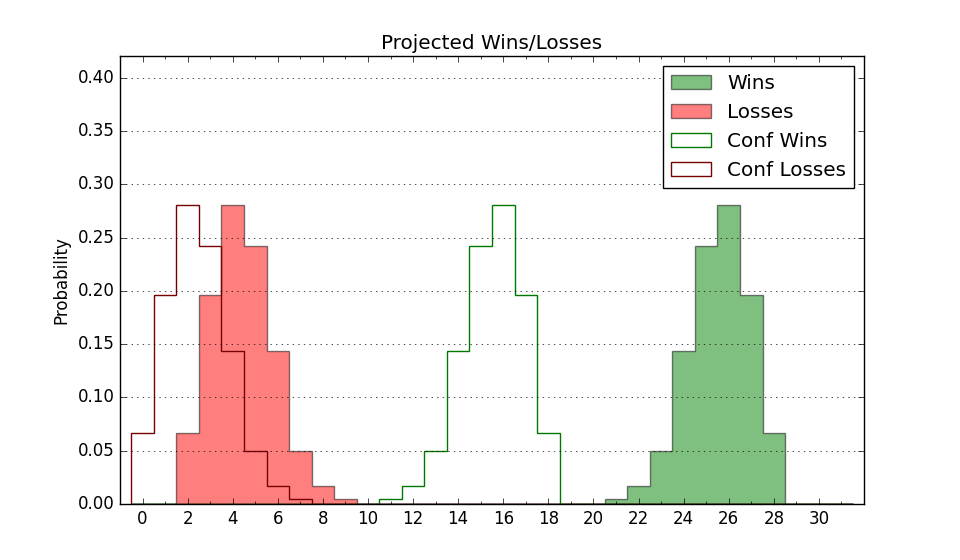 Projected Wins/Losses
0.40
0.35
0.30
0.25
0.20
0.15
0.10
0.05
0.00
Probability
Wins
Losses
Conf Wins
Conf Losses
0 2 4 6 8 10 12 14 16 18 20 22 24 26 28 30